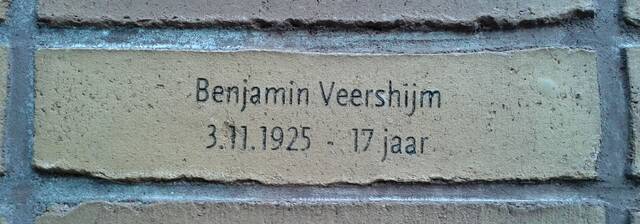 Benjamin Veershijm
3.11.1925 - 17 jaar